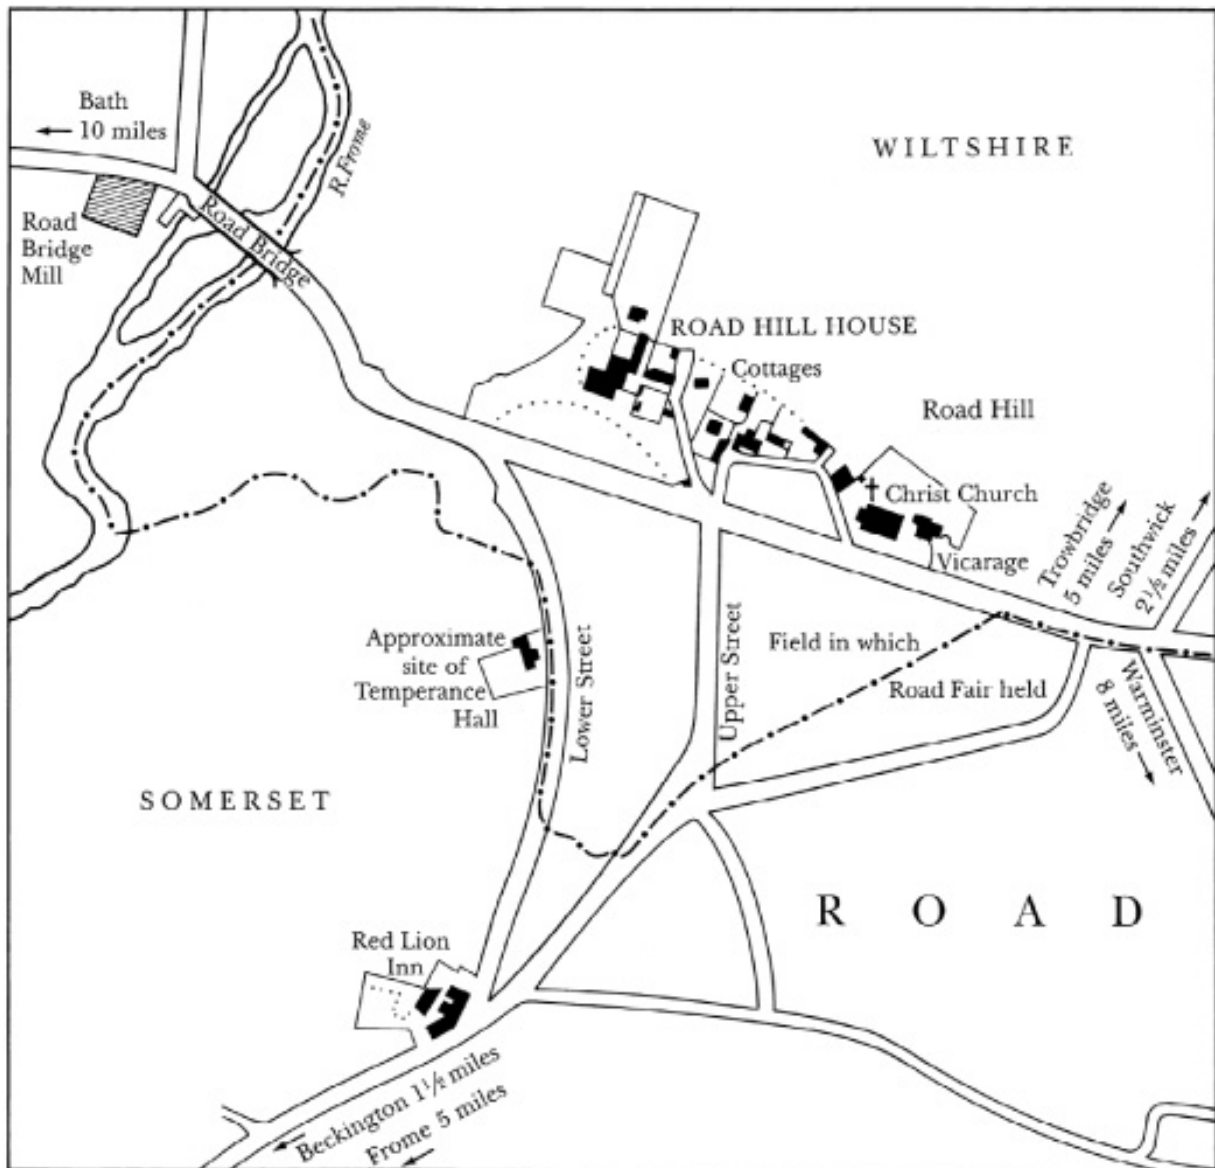 Bath
10 miles
R.Frome
WILTSHIRE
Road
Bridge
Mill
Road Bridge
ROAD HILL HOUSE
Cottages
Road Hill
Christ Church
Vicarage
Trowbridge
5 miles
Southwick
2½ miles
Approximate
site of
Temperance
Hall
Lower Street
Upper Street
Field in which
Road Fair held
Warminster
8 miles
SOMERSET
ROAD
Red Lion
Inn
Beckington 1½ miles
Frome 5 miles